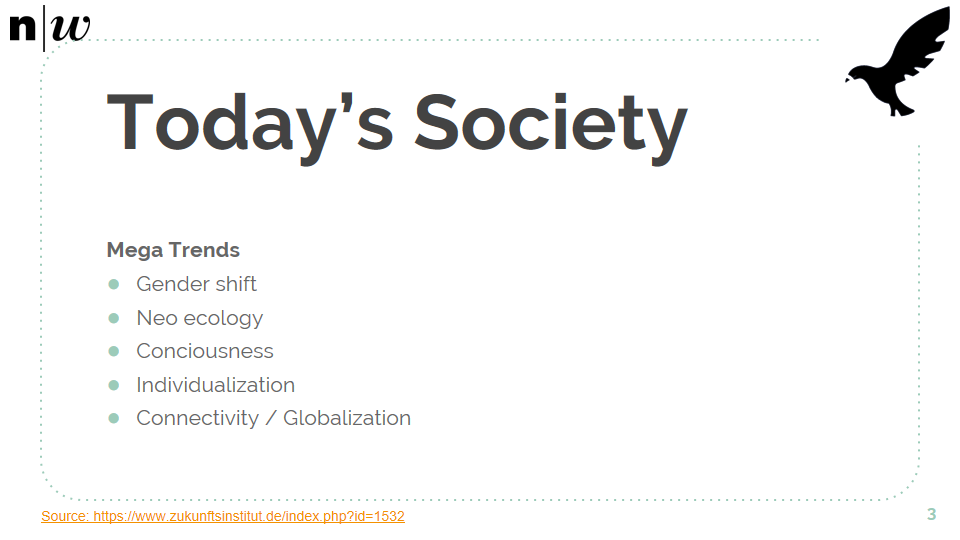 n|w
Today’s Society
Mega Trends
● Gender shift
● Neo ecology
● Conciousness
● Individualization
● Connectivity / Globalization
Source: https://www.zukunftsinstitut.de/index.php?id=1532
3